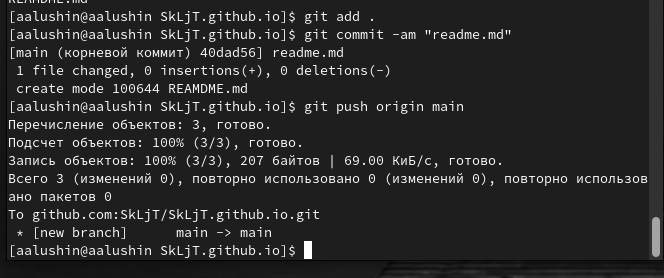 REAMDME.md
[aalushin@aalushin SkLjT.github.io]$ git add .
[aalushin@aalushin SkLjT.github.io]$ git commit -am "readme.md"
[main (корневой коммит) 40dad56] readme.md
 1 file changed, 0 insertions(+), 0 deletions(-)
 create mode 100644 REAMDME.md
[aalushin@aalushin SkLjT.github.io]$ git push origin main
Перечисление объектов: 3, готово.
Подсчет объектов: 100% (3/3), готово.
Запись объектов: 100% (3/3), 207 байтов | 69.00 КиБ/с, готово.
Всего 3 (изменений 0), повторно использовано 0 (изменений 0), повторно использов
ано пакетов 0
To github.com:SkLjT/SkLjT.github.io.git
 * [new branch]      main -> main
[aalushin@aalushin SkLjT.github.io]$